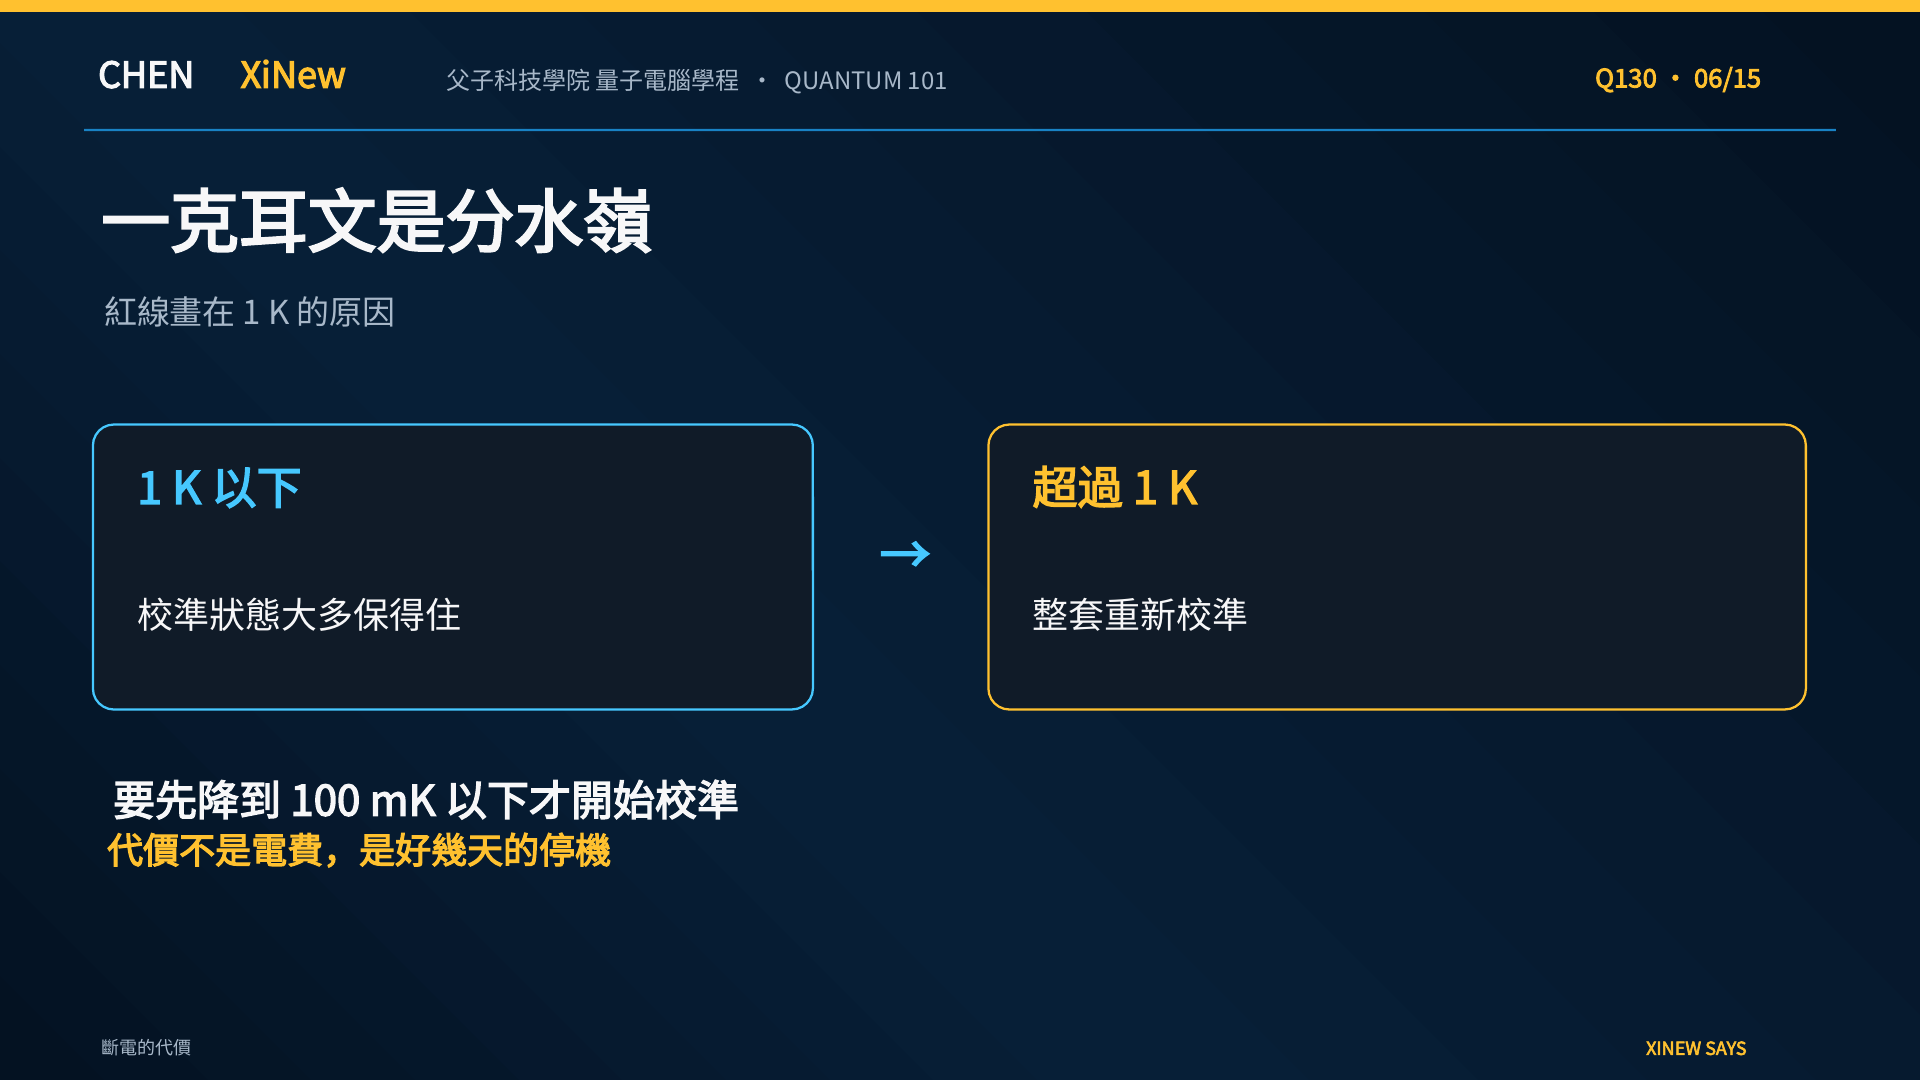 CHEN XiNew 父子科技學院 量子電腦學程 ・ QUANTUM 101 Q130 ・ 06/15
一克耳文是分水嶺
紅線畫在 1 K 的原因
1 K 以下
校準狀態大多保得住
→
超過 1 K
整套重新校準
要先降到 100 mK 以下才開始校準
代價不是電費，是好幾天的停機
斷電的代價
XINEW SAYS